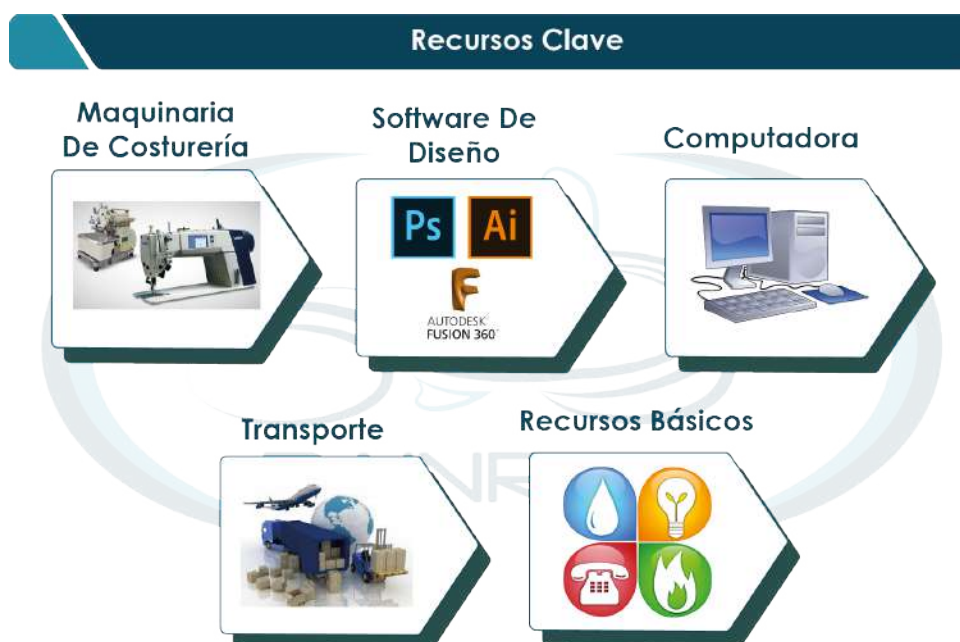 Recursos Clave
Maquinaria
De Costurería
Software De
Diseño
Computadora
Ps
Ai
AUTODESK
FUSION 360
Transporte
Recursos Básicos